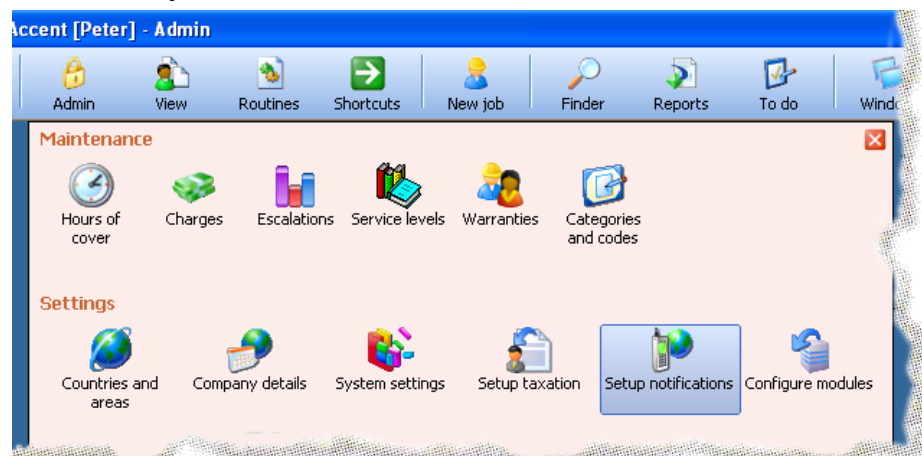 Accent [Peter] - Admin
Admin View Routines Shortcuts New job Finder Reports To do
Maintenance
Hours of cover Charges Escalations Service levels Warranties Categories and codes
Settings
Countries and areas Company details System settings Setup taxation Setup notifications Configure modules